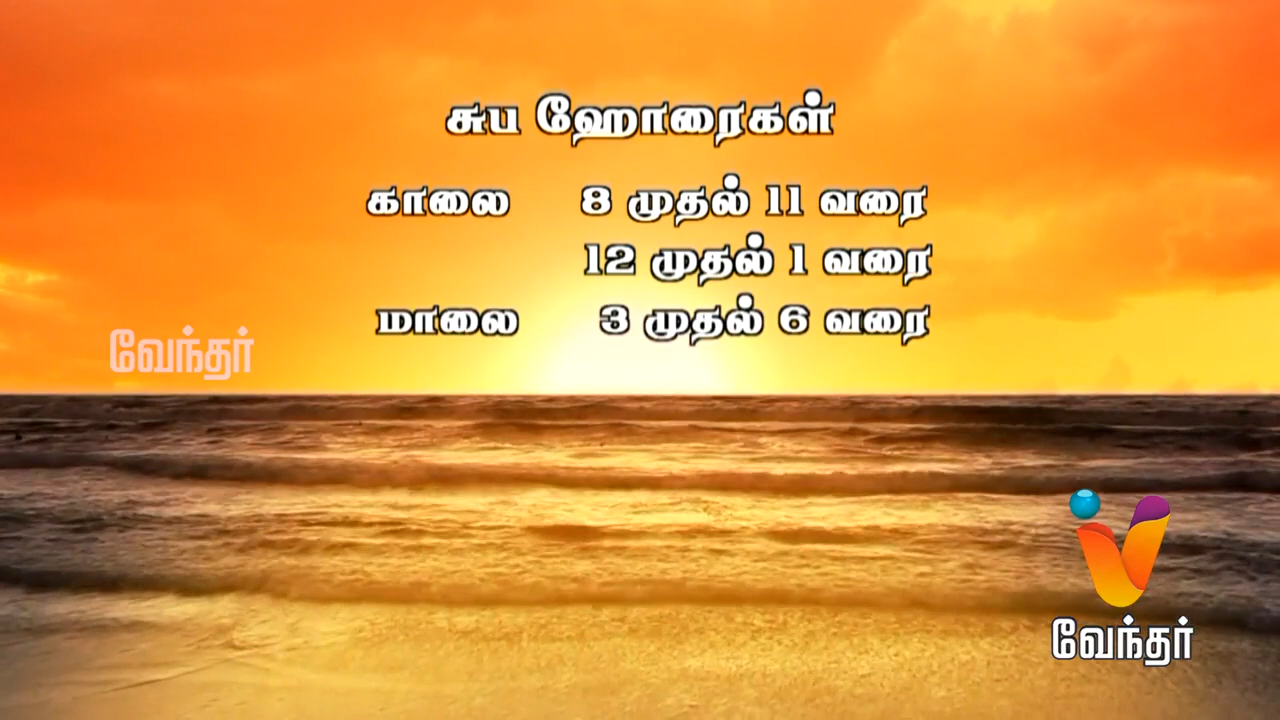 சுப ஹோரைகள்
காலை 8 முதல் 11 வரை
12 முதல் 1 வரை
மாலை 3 முதல் 6 வரை
வேந்தர்
வேந்தர்